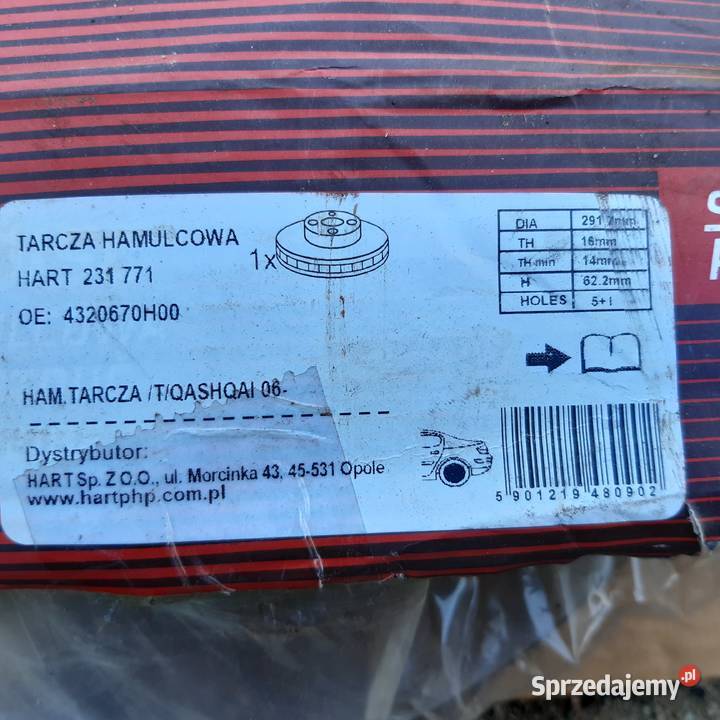 TARCZA HAMULCOWA
1x
HART 231 771
OE: 4320670H00
DIA 291.2mm
TH 16mm
TH min 14mm
H 62.2mm
HOLES 5+1
HAM.TARCZA /T/QASHQAI 06-
Dystrybutor:
HART Sp. Z O.O., ul. Morcinka 43, 45-531 Opole
www.hartphp.com.pl
5 901219 480902
Sprzedajemy.pl